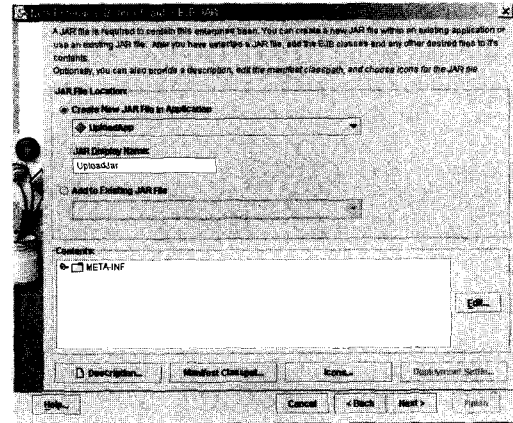 A JAR file is required to contain this enterprise bean. You can create a new JAR file within an existing application or
use an existing JAR file. After you have selected a JAR file, add the EJB classes and any other desired files to it's
contents.
Optionally, you can also provide a description, edit the manifest classpath, and choose icons for the JAR file.
JAR File Location:
Create New JAR File in Application
UploadApp
JAR Display Name:
UploadJar
Add to Existing JAR File
Contents:
META-INF
Edit...
Description...
Manifest Classpath...
Icons...
Deployment Settin...
Help...
Cancel
< Back
Next >
Finish